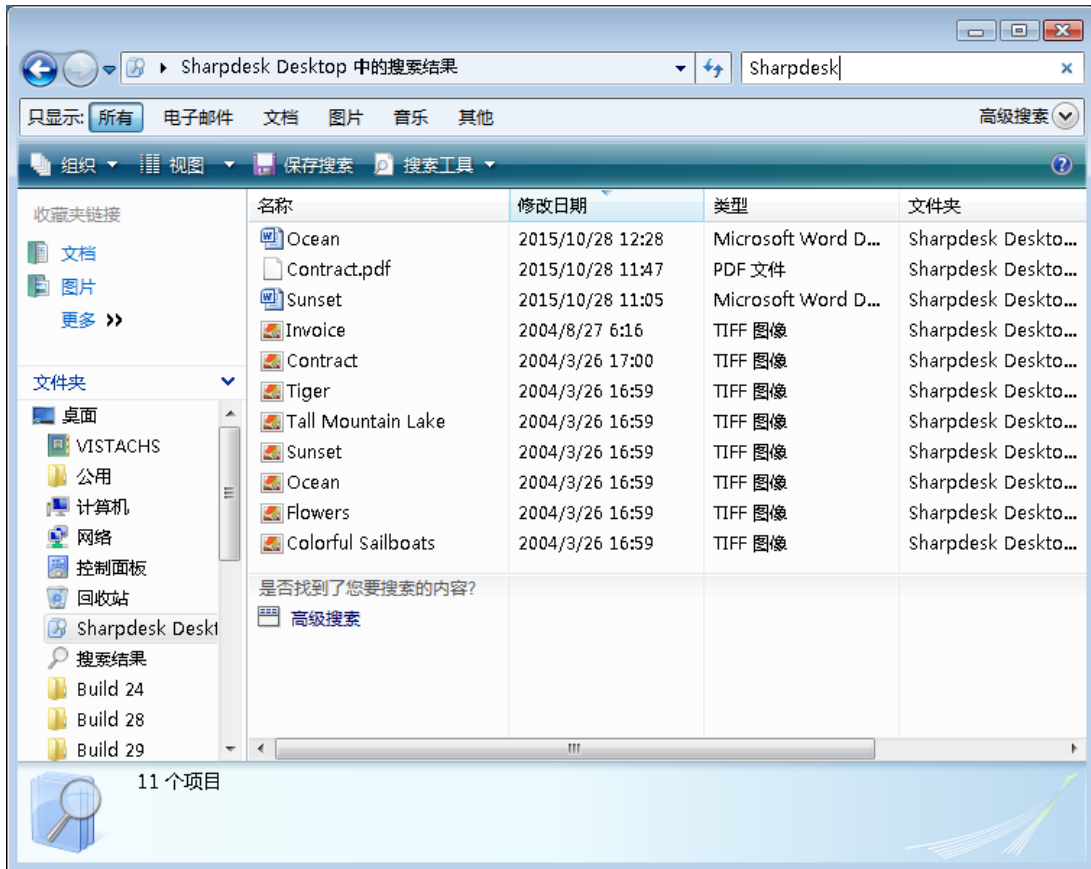 Sharpdesk Desktop 中的搜索结果
Sharpdesk
只显示: 所有 电子邮件 文档 图片 音乐 其他 高级搜索
组织 视图 保存搜索 搜索工具
收藏夹链接
文档
图片
更多 >>
文件夹
桌面
VISTACHS
公用
计算机
网络
控制面板
回收站
Sharpdesk Deskt
搜索结果
Build 24
Build 28
Build 29
名称 修改日期 类型 文件夹
Ocean 2015/10/28 12:28 Microsoft Word D... Sharpdesk Deskto...
Contract.pdf 2015/10/28 11:47 PDF 文件 Sharpdesk Deskto...
Sunset 2015/10/28 11:05 Microsoft Word D... Sharpdesk Deskto...
Invoice 2004/8/27 6:16 TIFF 图像 Sharpdesk Deskto...
Contract 2004/3/26 17:00 TIFF 图像 Sharpdesk Deskto...
Tiger 2004/3/26 16:59 TIFF 图像 Sharpdesk Deskto...
Tall Mountain Lake 2004/3/26 16:59 TIFF 图像 Sharpdesk Deskto...
Sunset 2004/3/26 16:59 TIFF 图像 Sharpdesk Deskto...
Ocean 2004/3/26 16:59 TIFF 图像 Sharpdesk Deskto...
Flowers 2004/3/26 16:59 TIFF 图像 Sharpdesk Deskto...
Colorful Sailboats 2004/3/26 16:59 TIFF 图像 Sharpdesk Deskto...
是否找到了您要搜索的内容?
高级搜索
11 个项目